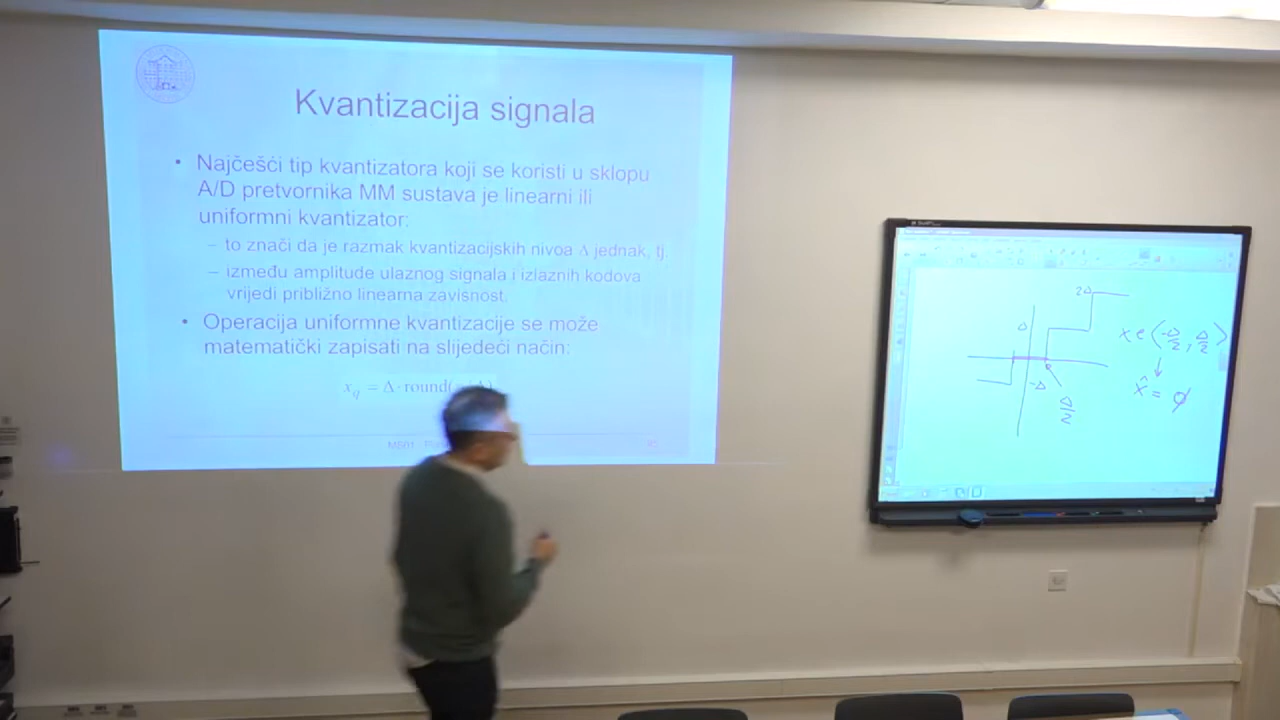 Kvantizacija signala
• Najčešći tip kvantizatora koji se koristi u sklopu
A/D pretvornika MM sustava je linearni ili
uniformni kvantizator:
– to znači da je razmak kvantizacijskih nivoa Δ jednak, tj.
– između amplitude ulaznog signala i izlaznih kodova
vrijedi približno linearna zavisnost.
• Operacija uniformne kvantizacije se može
matematički zapisati na slijedeći način:
x_q = Δ · round(
2Δ
Δ
x ∈ (-Δ/2, Δ/2)
-Δ
Δ/2
x̂ = 0